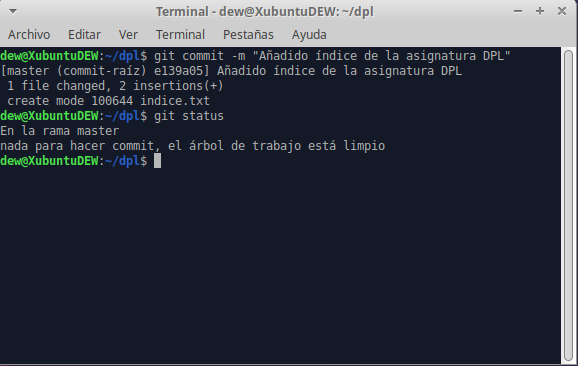 Terminal - dew@XubuntuDEW: ~/dpl
Archivo Editar Ver Terminal Pestañas Ayuda
dew@XubuntuDEW:~/dpl$ git commit -m "Añadido índice de la asignatura DPL"
[master (commit-raíz) e139a05] Añadido índice de la asignatura DPL
 1 file changed, 2 insertions(+)
 create mode 100644 indice.txt
dew@XubuntuDEW:~/dpl$ git status
En la rama master
nada para hacer commit, el árbol de trabajo está limpio
dew@XubuntuDEW:~/dpl$